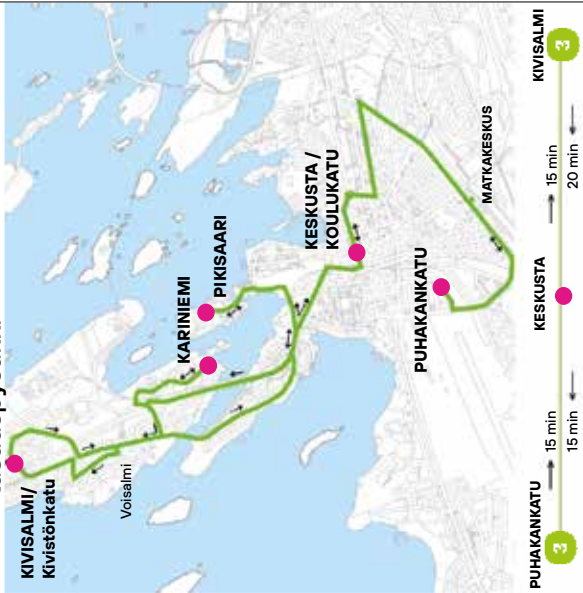 KIVISALMI/
Kivistönkatu
Voisalmi
KARINIEMI
PIKISAARI
KESKUSTA /
KOULUKATU
PUHAKANKATU
MATKAKESKUS
PUHAKANKATU
3
15 min
15 min
KESKUSTA
15 min
20 min
KIVISALMI
3